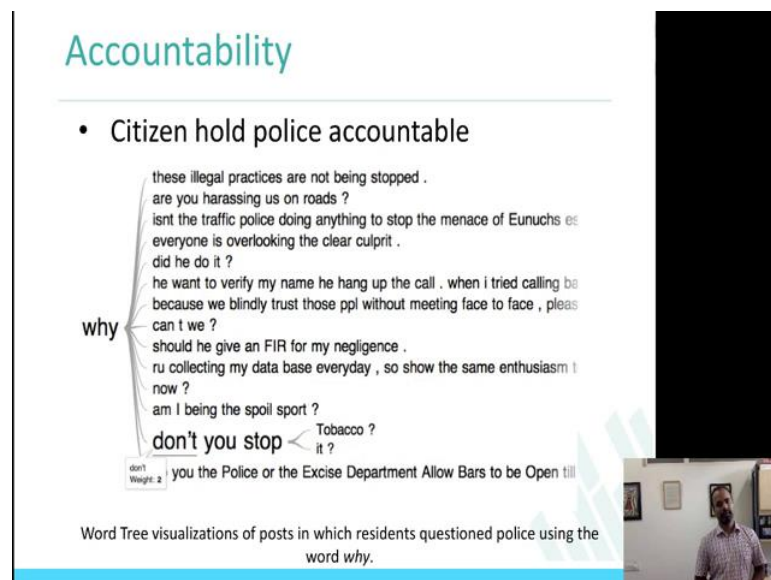 Accountability
• Citizen hold police accountable
these illegal practices are not being stopped .
are you harassing us on roads ?
isnt the traffic police doing anything to stop the menace of Eunuchs es
everyone is overlooking the clear culprit .
did he do it ?
he want to verify my name he hang up the call . when i tried calling ba
because we blindly trust those ppl without meeting face to face , pleas
why
can t we ?
should he give an FIR for my negligence .
ru collecting my data base everyday , so show the same enthusiasm t
now ?
am I being the spoil sport ?
don't you stop
Tobacco ?
it ?
don't
Weight: 2
you the Police or the Excise Department Allow Bars to be Open till
Word Tree visualizations of posts in which residents questioned police using the
word why.